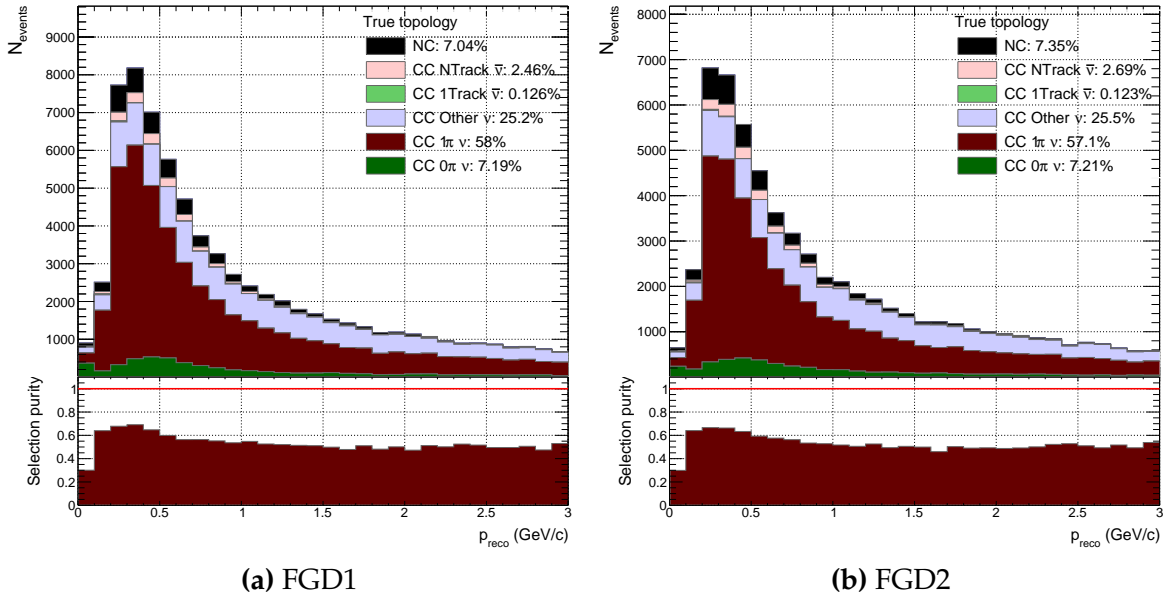 N_events
9000
8000
7000
6000
5000
4000
3000
2000
1000
True topology
NC: 7.04%
CC NTrack ν̄: 2.46%
CC 1Track ν̄: 0.126%
CC Other ν: 25.2%
CC 1π ν: 58%
CC 0π ν: 7.19%
Selection purity
1
0.8
0.6
0.4
0.2
0
0 0.5 1 1.5 2 2.5 3
p_reco (GeV/c)
(a) FGD1
N_events
8000
7000
6000
5000
4000
3000
2000
1000
True topology
NC: 7.35%
CC NTrack ν̄: 2.69%
CC 1Track ν̄: 0.123%
CC Other ν: 25.5%
CC 1π ν: 57.1%
CC 0π ν: 7.21%
Selection purity
1
0.8
0.6
0.4
0.2
0
0 0.5 1 1.5 2 2.5 3
p_reco (GeV/c)
(b) FGD2